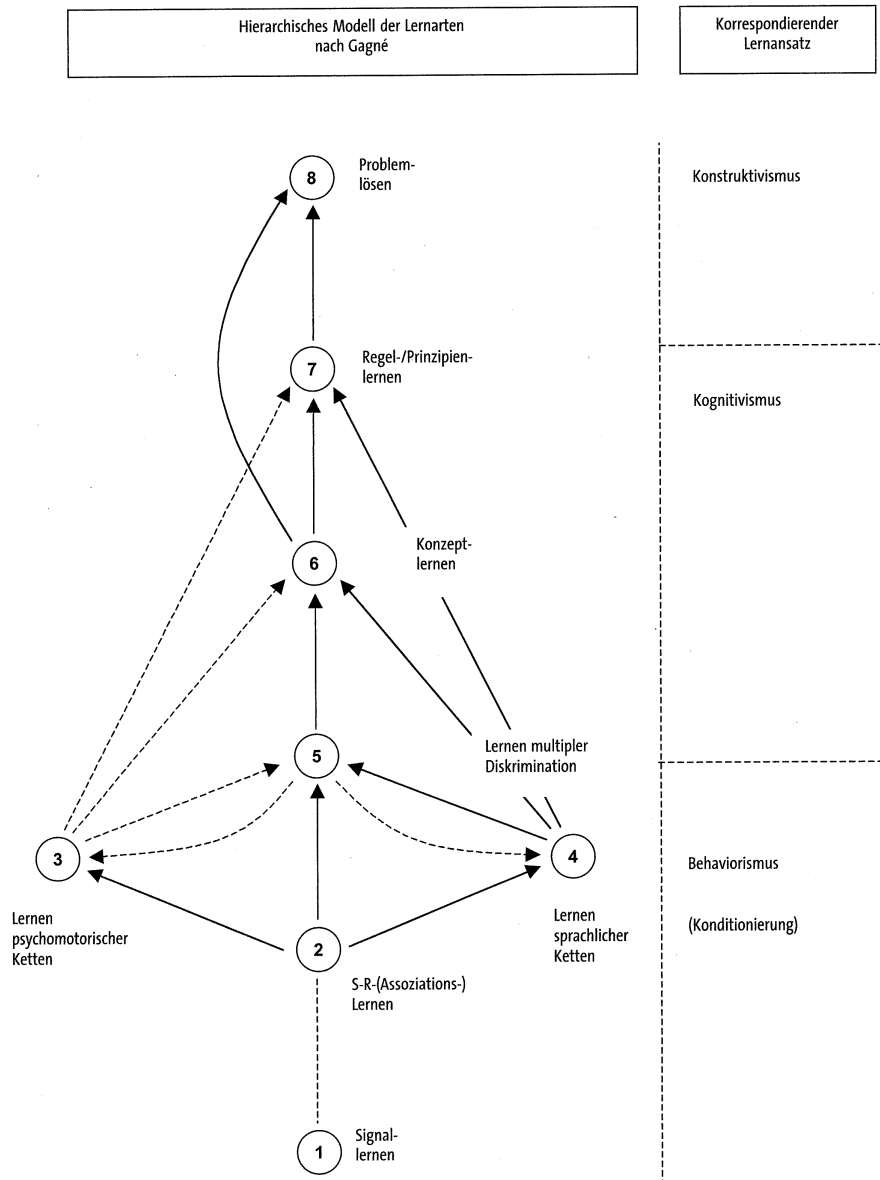 Hierarchisches Modell der Lernarten
nach Gagné
Korrespondierender
Lernansatz
8
Problem-
lösen
Konstruktivismus
7
Regel-/Prinzipien-
lernen
Kognitivismus
6
Konzept-
lernen
5
Lernen multipler
Diskrimination
3
4
Behaviorismus
Lernen
psychomotorischer
Ketten
Lernen
sprachlicher
Ketten
(Konditionierung)
2
S-R-(Assoziations-)
Lernen
1
Signal-
lernen